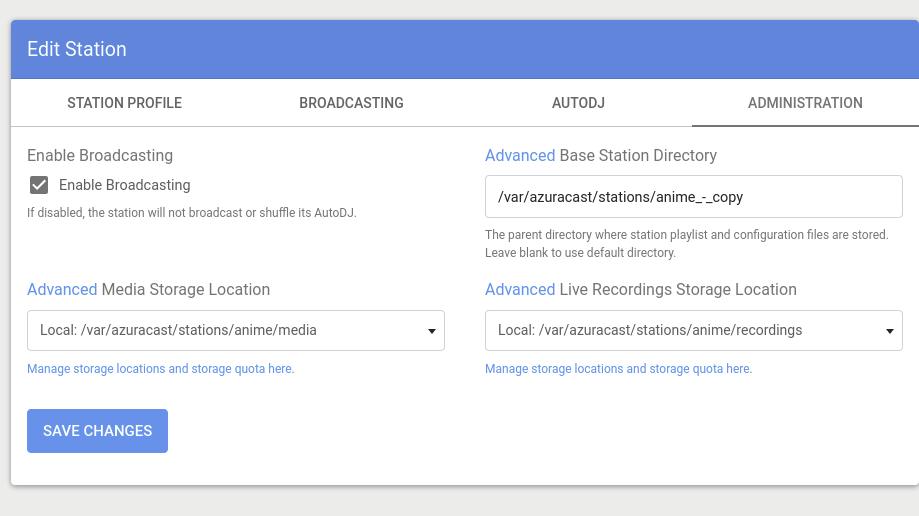 Edit Station
STATION PROFILE
BROADCASTING
AUTODJ
ADMINISTRATION
Enable Broadcasting
Enable Broadcasting
If disabled, the station will not broadcast or shuffle its AutoDJ.
Advanced Base Station Directory
/var/azuracast/stations/anime_-_copy
The parent directory where station playlist and configuration files are stored.
Leave blank to use default directory.
Advanced Media Storage Location
Local: /var/azuracast/stations/anime/media
Manage storage locations and storage quota here.
Advanced Live Recordings Storage Location
Local: /var/azuracast/stations/anime/recordings
Manage storage locations and storage quota here.
SAVE CHANGES